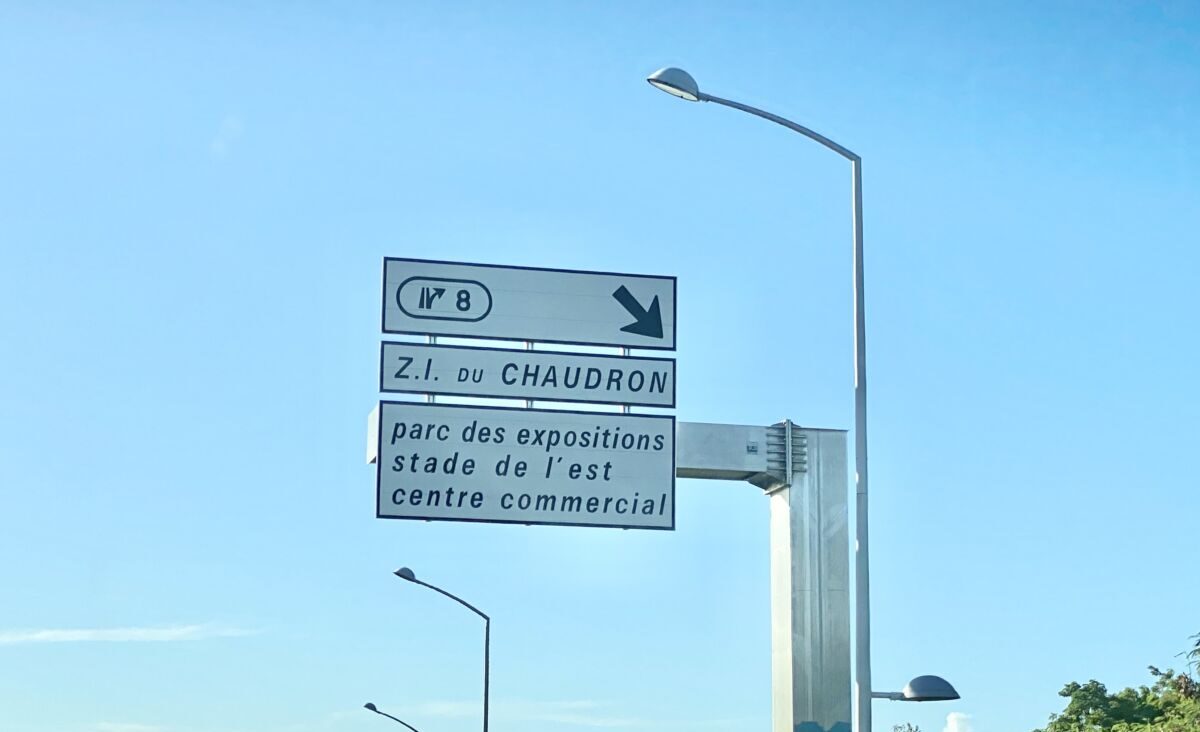 8
Z.I. DU CHAUDRON
parc des expositions
stade de l'est
centre commercial